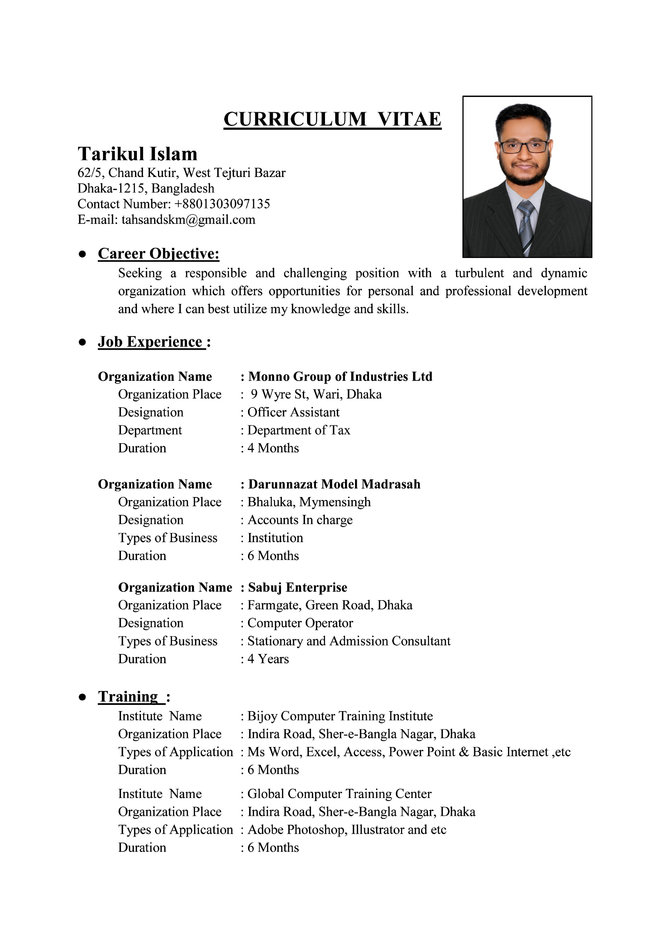 CURRICULUM VITAE
Tarikul Islam
62/5, Chand Kutir, West Tejturi Bazar
Dhaka-1215, Bangladesh
Contact Number: +8801303097135
E-mail: tahsandskm@gmail.com
● Career Objective:
Seeking a responsible and challenging position with a turbulent and dynamic
organization which offers opportunities for personal and professional development
and where I can best utilize my knowledge and skills.
● Job Experience :
Organization Name : Monno Group of Industries Ltd
Organization Place : 9 Wyre St, Wari, Dhaka
Designation : Officer Assistant
Department : Department of Tax
Duration : 4 Months
Organization Name : Darunnazat Model Madrasah
Organization Place : Bhaluka, Mymensingh
Designation : Accounts In charge
Types of Business : Institution
Duration : 6 Months
Organization Name : Sabuj Enterprise
Organization Place : Farmgate, Green Road, Dhaka
Designation : Computer Operator
Types of Business : Stationary and Admission Consultant
Duration : 4 Years
● Training :
Institute Name : Bijoy Computer Training Institute
Organization Place : Indira Road, Sher-e-Bangla Nagar, Dhaka
Types of Application : Ms Word, Excel, Access, Power Point & Basic Internet ,etc
Duration : 6 Months
Institute Name : Global Computer Training Center
Organization Place : Indira Road, Sher-e-Bangla Nagar, Dhaka
Types of Application : Adobe Photoshop, Illustrator and etc
Duration : 6 Months